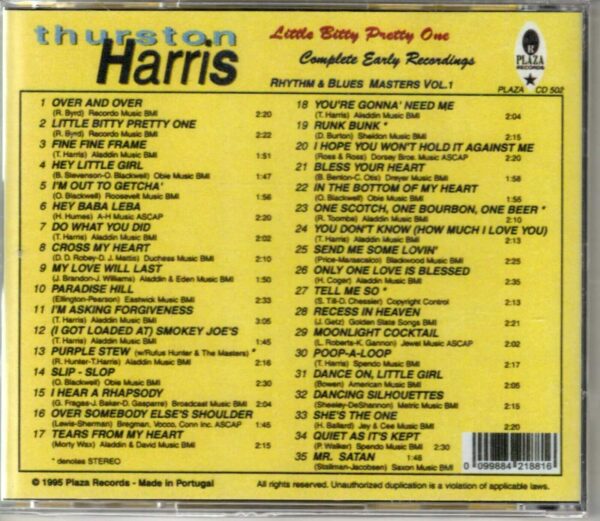 thurston
Harris
Little Bitty Pretty One
Complete Early Recordings
RHYTHM & BLUES MASTERS VOL.1
R
PLAZA
RECORDS
PLAZA CD 502
1 OVER AND OVER
(R. Byrd) Recordo Music BMI 2:20
2 LITTLE BITTY PRETTY ONE
(R. Byrd) Recordo Music BMI 2:22
3 FINE FINE FRAME
(T. Harris) Aladdin Music BMI 1:51
4 HEY LITTLE GIRL
(B. Stevenson-O. Blackwell) Obie Music BMI 1:47
5 I'M OUT TO GETCHA'
(O. Blackwell) Roosevelt Music BMI 1:56
6 HEY BABA LEBA
(H. Humes) A-H Music ASCAP 2:20
7 DO WHAT YOU DID
(T. Harris) Aladdin Music BMI 2:02
8 CROSS MY HEART
(D. D. Robey-D. J. Mattis) Duchess Music BMI 2:10
9 MY LOVE WILL LAST
(J. Brandon-J. Williams) Aladdin & Eden Music BMI 1:50
10 PARADISE HILL
(Ellington-Pearson) Eastwick Music BMI 2:33
11 I'M ASKING FORGIVENESS
(T. Harris) Aladdin Music BMI 3:05
12 (I GOT LOADED AT) SMOKEY JOE'S
(T. Harris) Aladdin Music BMI 1:45
13 PURPLE STEW (w/Rufus Hunter & The Masters) *
(R. Hunter-T.Harris) Aladdin Music BMI 2:16
14 SLIP - SLOP
(O. Blackwell) Obie Music BMI 2:30
15 I HEAR A RHAPSODY
(G. Fragas-J. Baker-D. Gasparre) Broadcast Music BMI 2:04
16 OVER SOMEBODY ELSE'S SHOULDER
(Lewis-Sherman) Bregman, Vocco, Conn Inc. ASCAP 1:45
17 TEARS FROM MY HEART
(Morty Wax) Aladdin & David Music BMI 2:15
* denotes STEREO
18 YOU'RE GONNA' NEED ME
(T. Harris) Aladdin Music BMI 2:04
19 RUNK BUNK *
(D. Burton) Sheldon Music BMI 2:15
20 I HOPE YOU WON'T HOLD IT AGAINST ME
(Ross & Ross) Dorsey Bros. Music ASCAP 2:20
21 BLESS YOUR HEART
(B. Benton-C. Otis) Dreyer Music BMI 1:58
22 IN THE BOTTOM OF MY HEART
(O. Blackwell) Obie Music BMI 1:55
23 ONE SCOTCH, ONE BOURBON, ONE BEER *
(R. Toombs) Aladdin Music BMI 2:10
24 YOU DON'T KNOW (HOW MUCH I LOVE YOU)
(T. Harris) Aladdin Music BMI 2:13
25 SEND ME SOME LOVIN'
(Price-Marascalco) Blackwood Music BMI 2:25
26 ONLY ONE LOVE IS BLESSED
(H. Coger) Aladdin Music BMI 2:35
27 TELL ME SO *
(S. Till-D. Chessler) Copyright Control 2:13
28 RECESS IN HEAVEN
(J. Getz) Golden State Songs BMI 2:21
29 MOONLIGHT COCKTAIL
(L. Roberts-K. Gannon) Jewel Music ASCAP 2:02
30 POOP-A-LOOP
(T. Harris) Spendo Music BMI 2:17
31 DANCE ON, LITTLE GIRL
(Bowen) American Music BMI 2:05
32 DANCING SILHOUETTES
(Sheeley-DeShannon) Metric Music BMI 2:15
33 SHE'S THE ONE
(H. Ballard) Jay & Cee Music BMI 2:20
34 QUIET AS IT'S KEPT
(P. Walker) Spendo Music BMI 2:30
35 MR. SATAN 1:48
(Stallman-Jacobsen) Saxon Music BMI
0 099884 218816
© 1995 Plaza Records - Made in Portugal
All rights reserved. Unauthorized duplication is a violation of applicable laws.